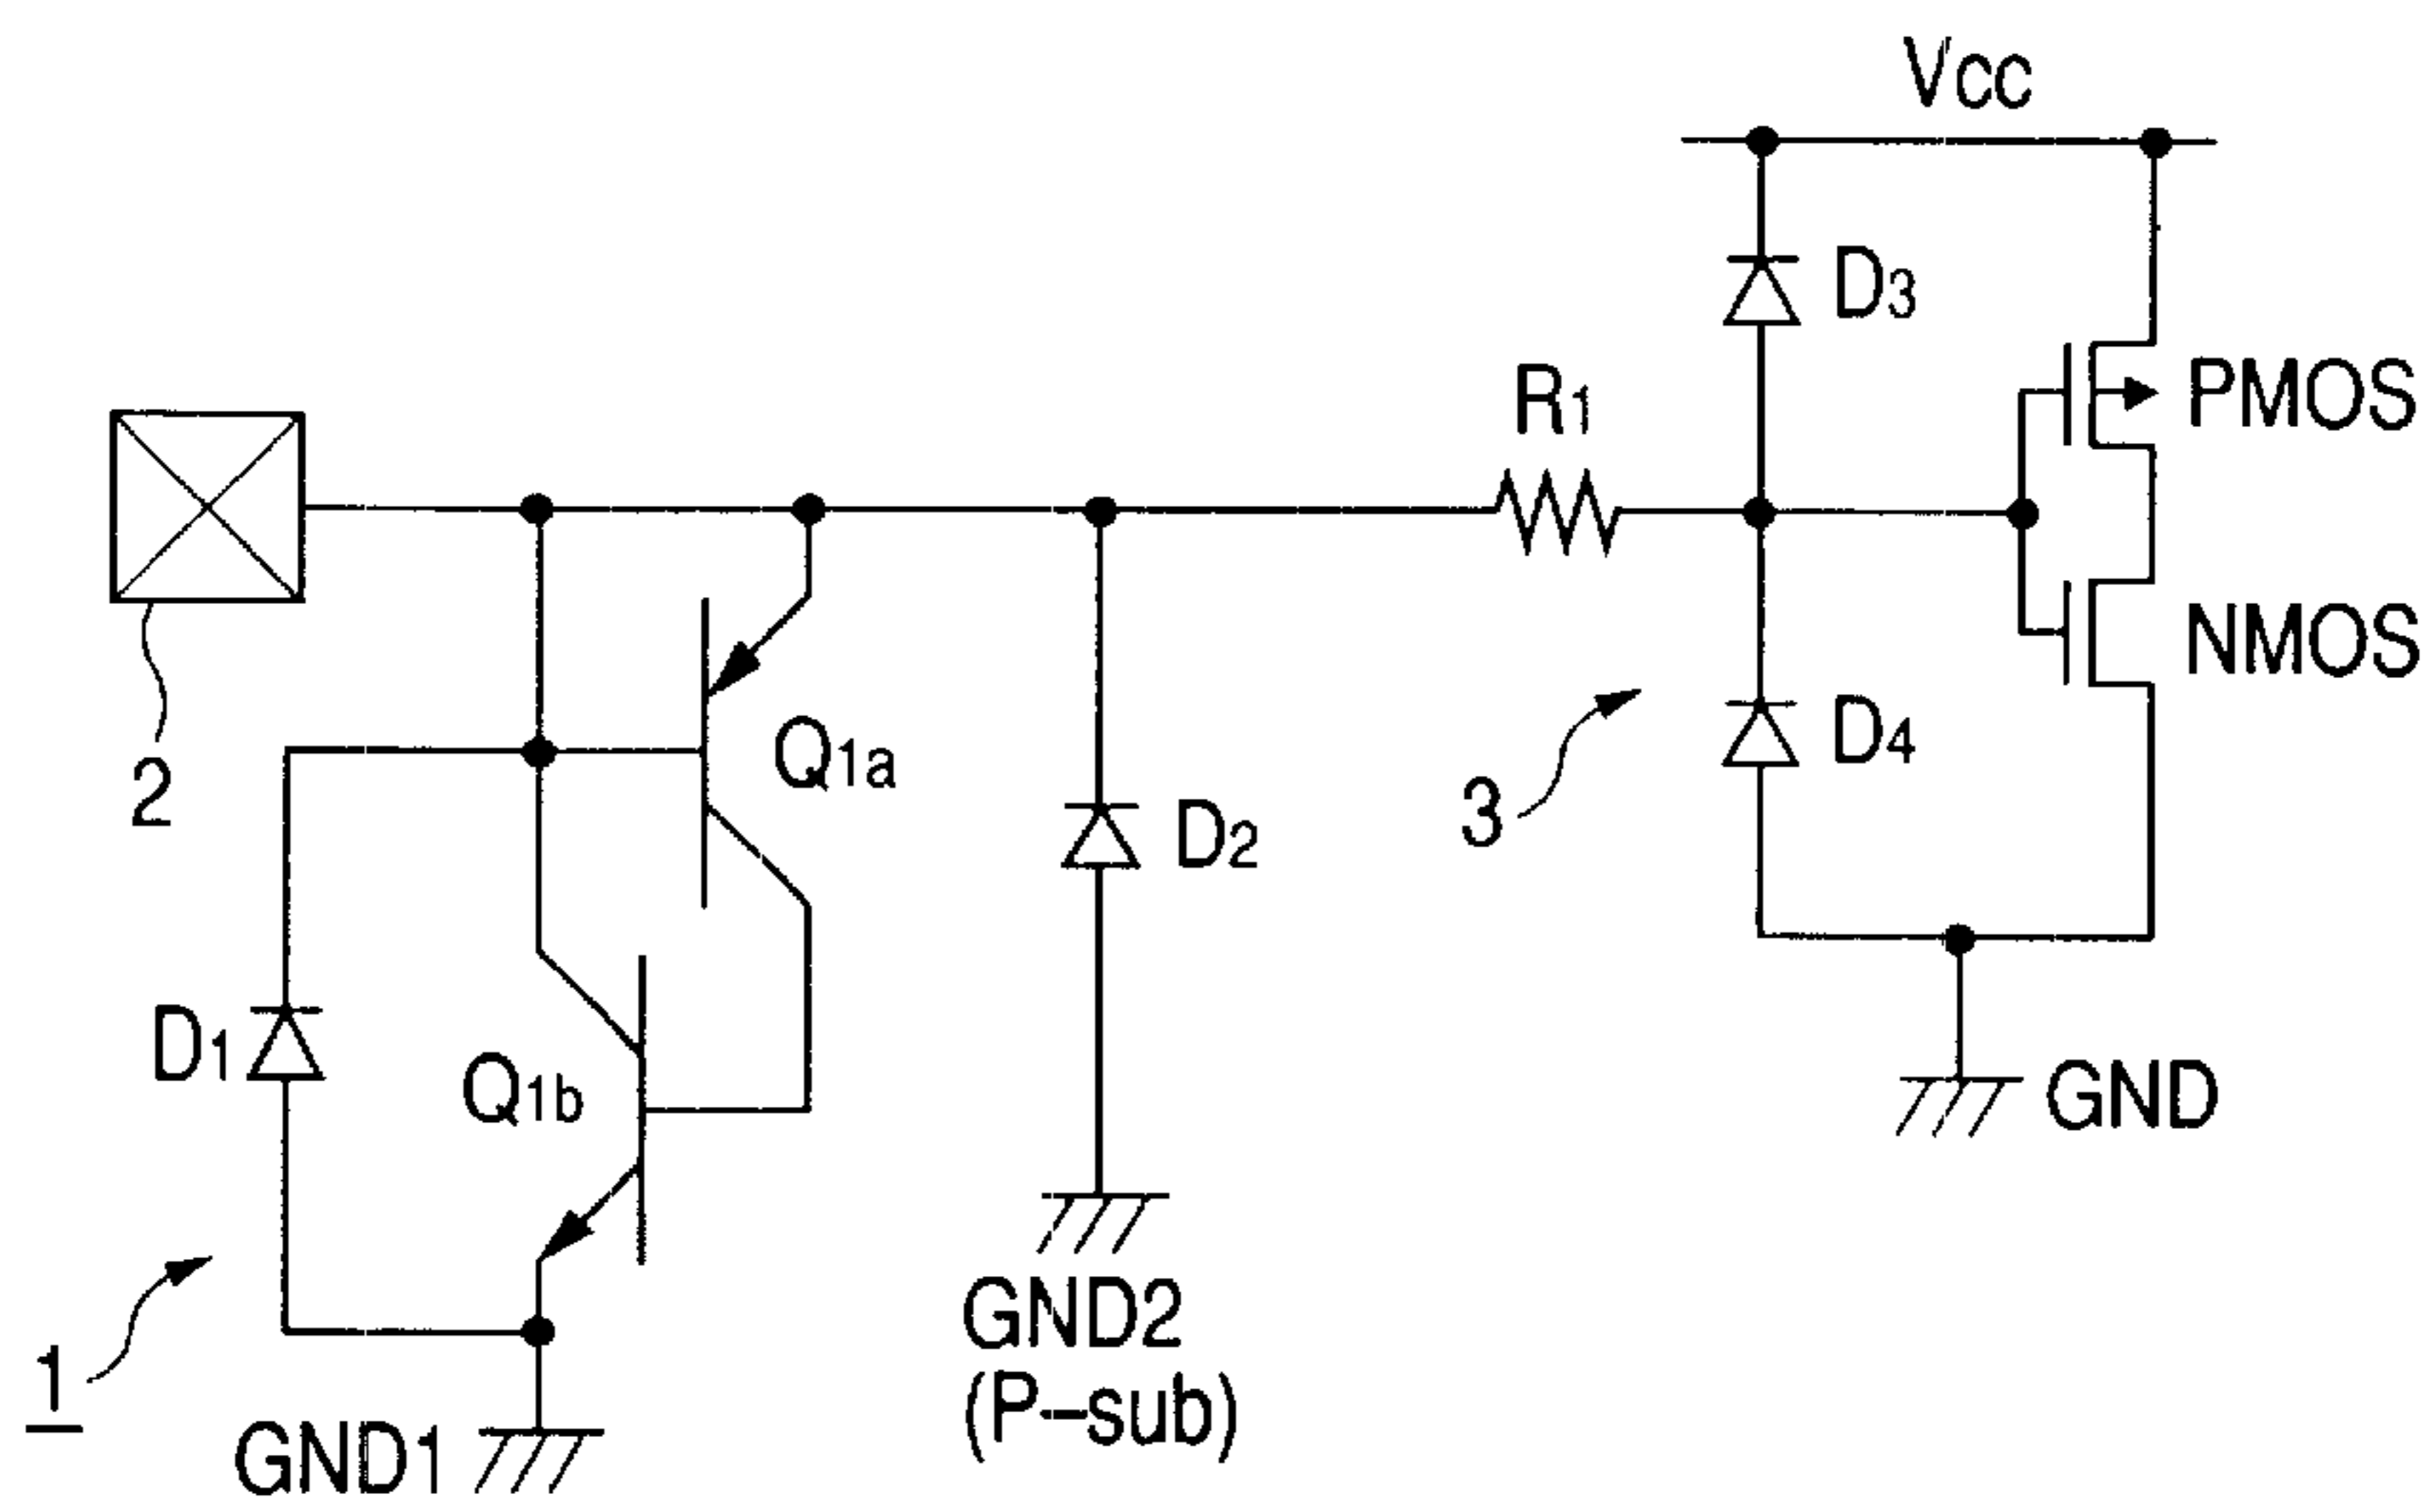 Vcc
D3
R1
PMOS
NMOS
2
Q1a
D4
D2
3
D1
Q1b
GND
1
GND1
GND2
(P-sub)